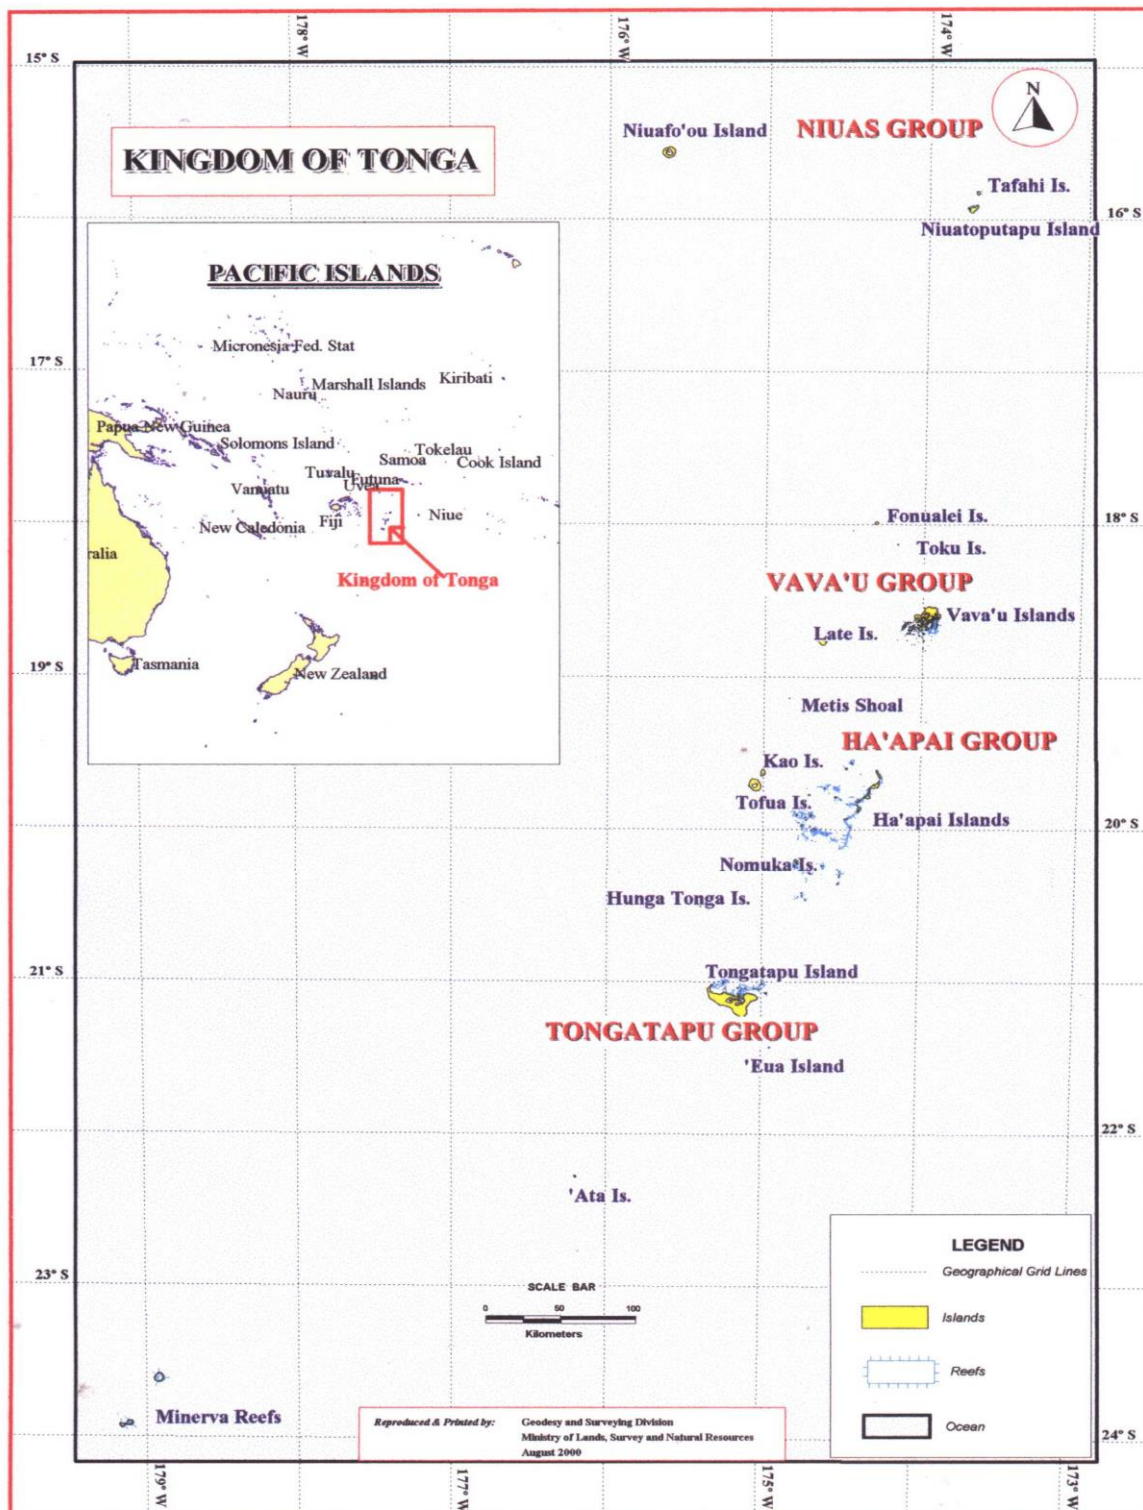 178° W
176° W
174° W
15° S
N
KINGDOM OF TONGA
Niuafo'ou Island
NIUAS GROUP
Tafahi Is.
16° S
Niuatoputapu Island
PACIFIC ISLANDS
Micronesia Fed. Stat
17° S
Marshall Islands
Kiribati
Nauru
Papua New Guinea
Solomons Island
Tokelau
Samoa
Cook Island
Tuvalu
Futuna
Uvea
Vanuatu
New Caledonia
Fiji
Niue
ralia
Kingdom of Tonga
Tasmania
New Zealand
Fonualei Is.
18° S
Toku Is.
VAVA'U GROUP
Vava'u Islands
Late Is.
19° S
Metis Shoal
HA'APAI GROUP
Kao Is.
Tofua Is.
Ha'apai Islands
20° S
Nomuka Is.
Hunga Tonga Is.
21° S
Tongatapu Island
TONGATAPU GROUP
'Eua Island
22° S
'Ata Is.
23° S
SCALE BAR
0 50 100
Kilometers
LEGEND
Geographical Grid Lines
Islands
Reefs
Ocean
Minerva Reefs
Reproduced & Printed by: Geodesy and Surveying Division
Ministry of Lands, Survey and Natural Resources
August 2000
24° S
179° W
177° W
175° W
173° W